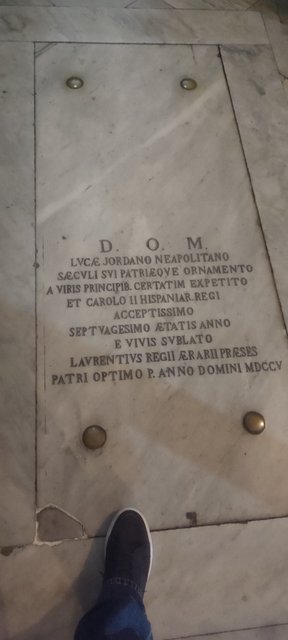 D. O. M.
LVCÆ JORDANO NEAPOLITANO
SÆCVLI SVI PATRIÆQVE ORNAMENTO
A VIRIS PRINCIPIB. CERTATIM EXPETITO
ET CAROLO II HISPANIAR. REGI
ACCEPTISSIMO
SEPTVAGESIMO ÆTATIS ANNO
E VIVIS SVBLATO
LAVRENTIVS REGII ÆRARII PRÆSES
PATRI OPTIMO P. ANNO DOMINI MDCCV